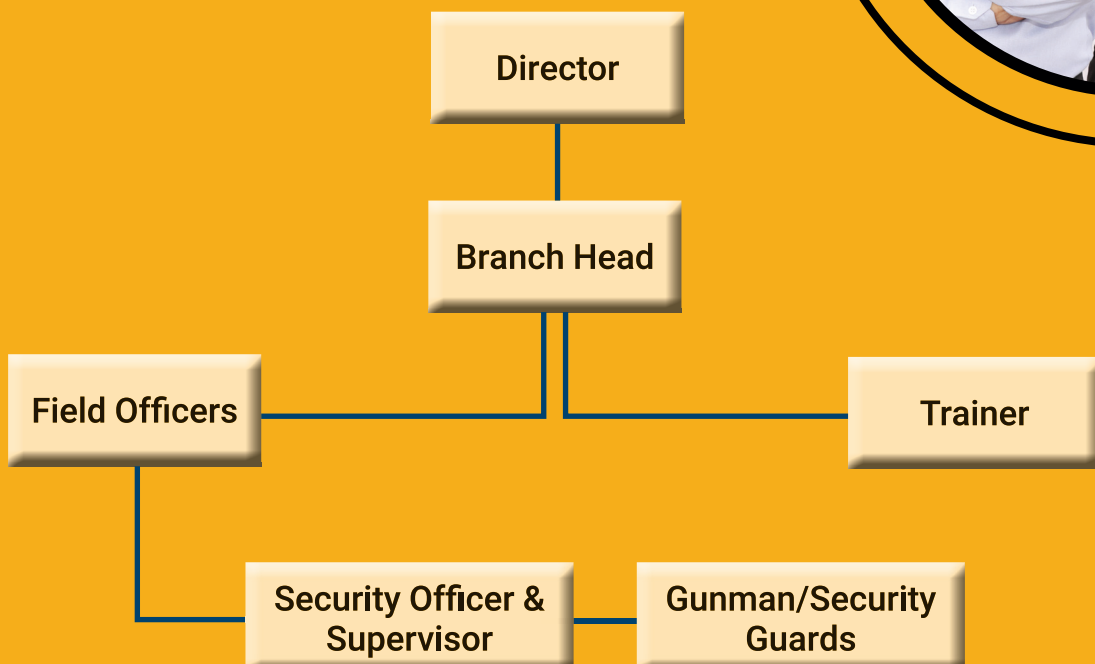 Director
Branch Head
Field Officers
Trainer
Security Officer &
Supervisor
Gunman/Security
Guards